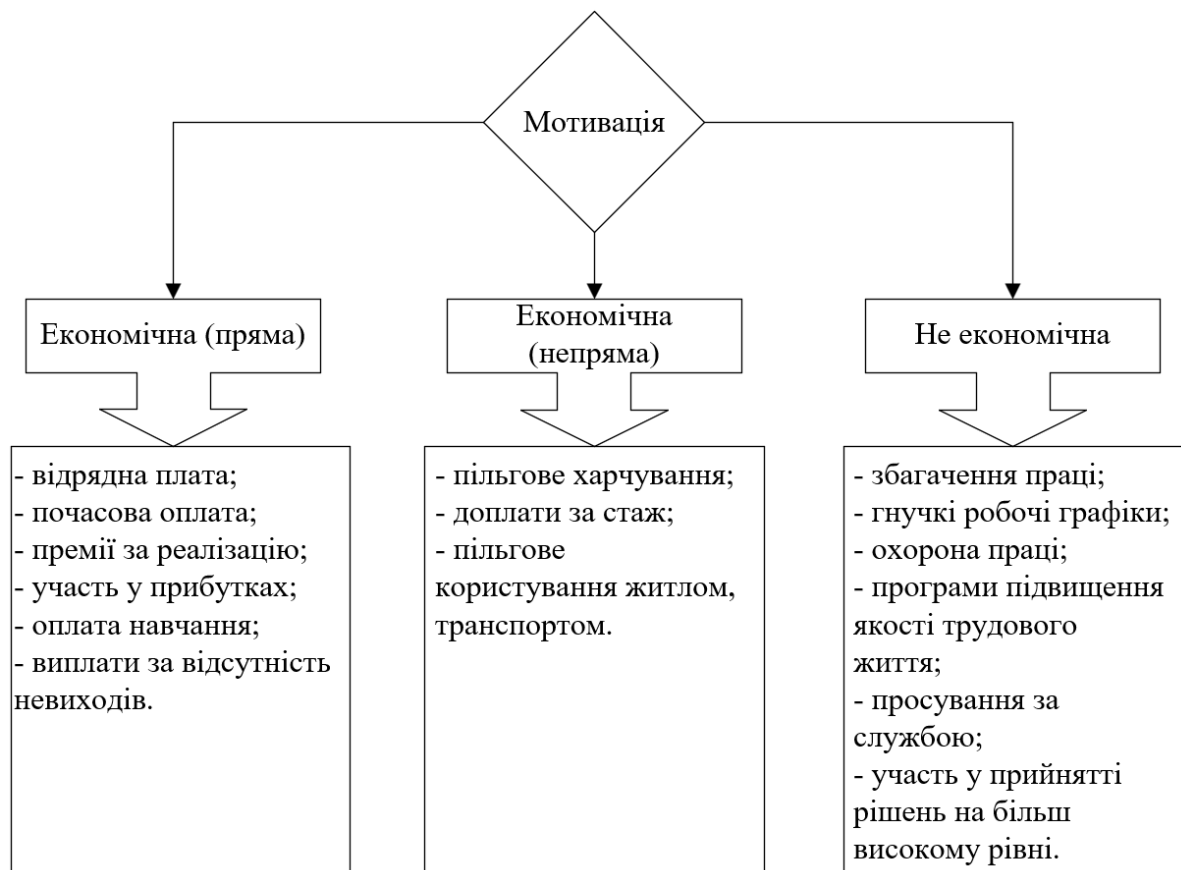 Мотивація
Економічна (пряма)
Економічна
(непряма)
Не економічна
- відрядна плата;
- почасова оплата;
- премії за реалізацію;
- участь у прибутках;
- оплата навчання;
- виплати за відсутність
невиходів.
- пільгове харчування;
- доплати за стаж;
- пільгове
користування житлом,
транспортом.
- збагачення праці;
- гнучкі робочі графіки;
- охорона праці;
- програми підвищення
якості трудового
життя;
- просування за
службою;
- участь у прийнятті
рішень на більш
високому рівні.